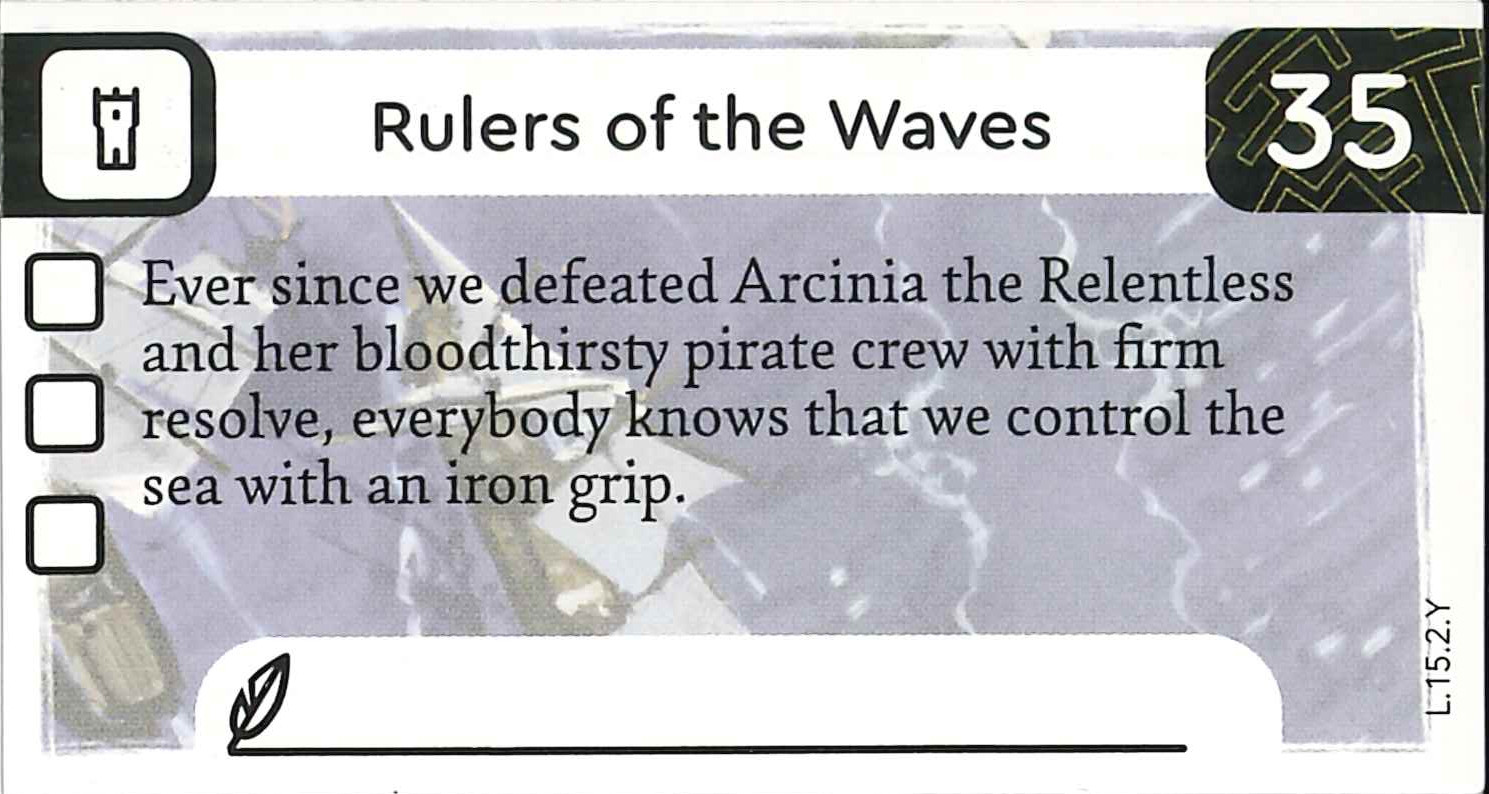 Rulers of the Waves
35
Ever since we defeated Arcinia the Relentless
and her bloodthirsty pirate crew with firm
resolve, everybody knows that we control the
sea with an iron grip.
L.15.2.Y